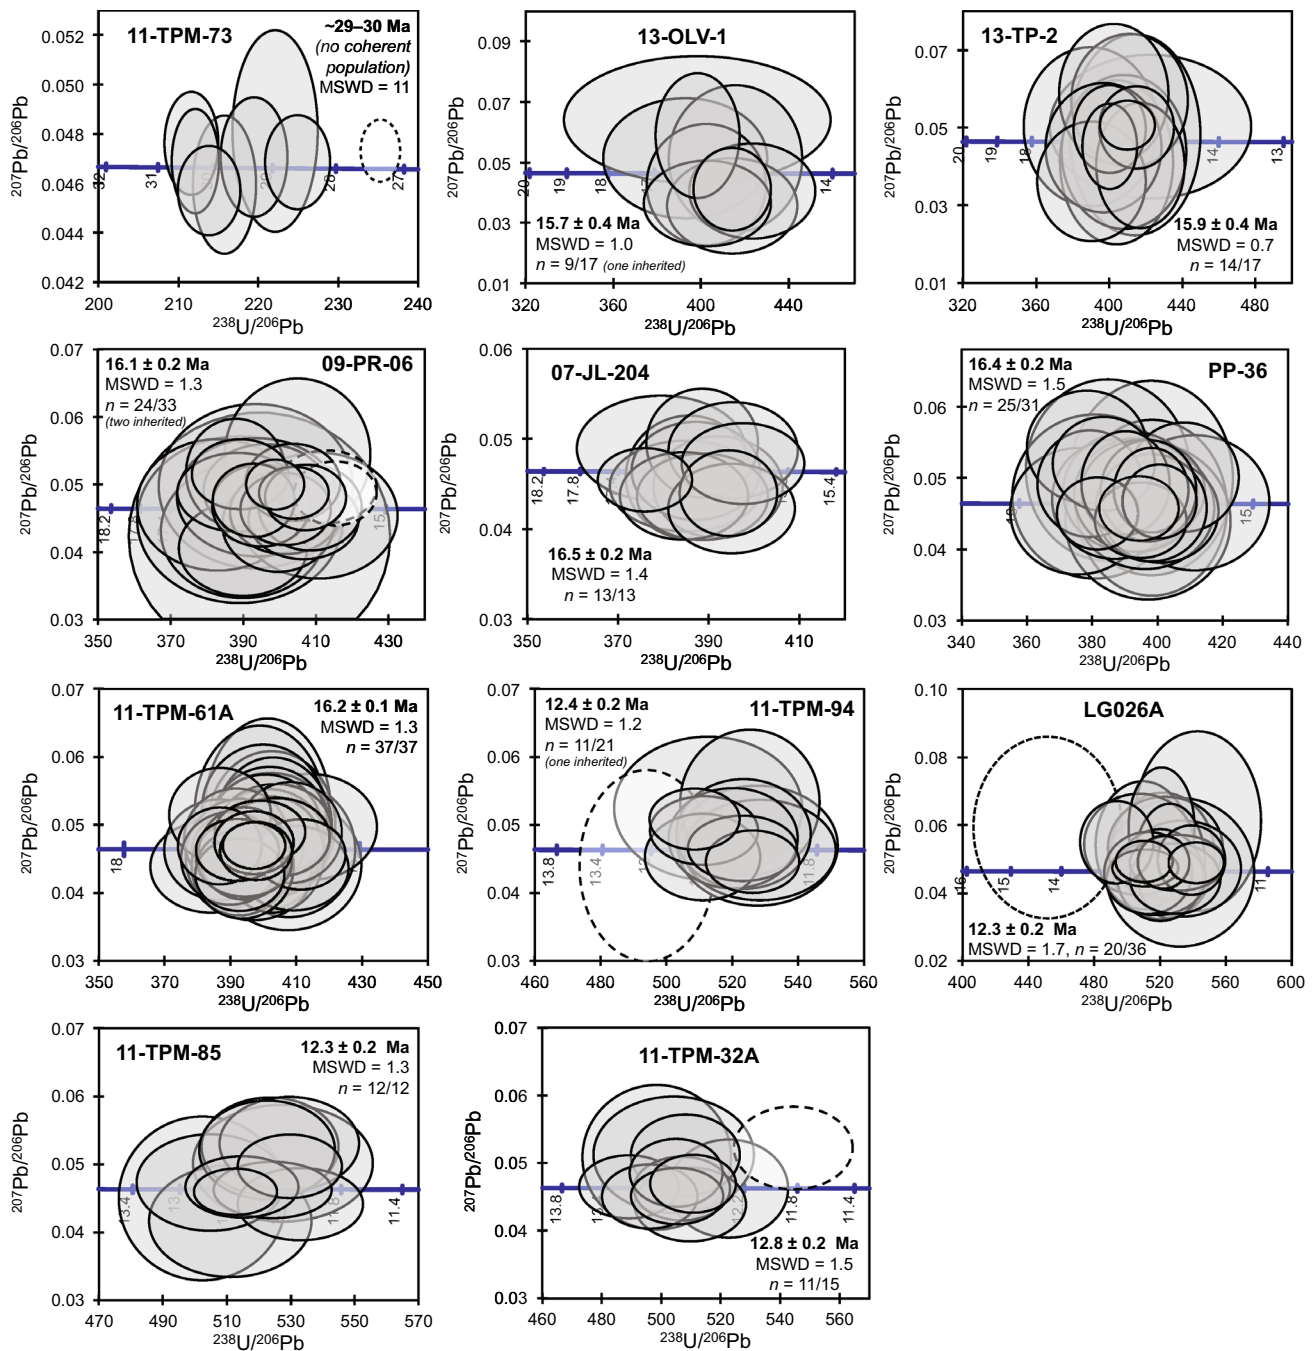 11-TPM-73
~29–30 Ma
(no coherent
population)
MSWD = 11
0.052
0.050
0.048
0.046
0.044
0.042
32
31
30
29
28
27
200
210
220
230
240
207Pb/206Pb
238U/206Pb
13-OLV-1
0.09
0.07
0.05
0.03
0.01
20
19
18
17
14
15.7 ± 0.4 Ma
MSWD = 1.0
n = 9/17 (one inherited)
320
360
400
440
207Pb/206Pb
238U/206Pb
13-TP-2
0.07
0.05
0.03
0.01
20
19
18
14
13
15.9 ± 0.4 Ma
MSWD = 0.7
n = 14/17
320
360
400
440
480
207Pb/206Pb
238U/206Pb
09-PR-06
16.1 ± 0.2 Ma
MSWD = 1.3
n = 24/33
(two inherited)
0.07
0.06
0.05
0.04
0.03
18.2
17.8
350
370
390
410
430
207Pb/206Pb
238U/206Pb
07-JL-204
0.06
0.05
0.04
0.03
18.2
17.8
15.4
16.5 ± 0.2 Ma
MSWD = 1.4
n = 13/13
350
370
390
410
207Pb/206Pb
238U/206Pb
16.4 ± 0.2 Ma
PP-36
MSWD = 1.5
n = 25/31
0.06
0.05
0.04
0.03
18
15
340
360
380
400
420
440
207Pb/206Pb
238U/206Pb
11-TPM-61A
16.2 ± 0.1 Ma
MSWD = 1.3
n = 37/37
0.07
0.06
0.05
0.04
0.03
18
350
370
390
410
430
450
207Pb/206Pb
238U/206Pb
12.4 ± 0.2 Ma
11-TPM-94
MSWD = 1.2
n = 11/21
(one inherited)
0.07
0.06
0.05
0.04
0.03
13.8
13.4
11.8
460
480
500
520
540
560
207Pb/206Pb
238U/206Pb
LG026A
0.10
0.08
0.06
0.04
0.02
16
15
14
11
12.3 ± 0.2 Ma
MSWD = 1.7, n = 20/36
400
440
480
520
560
600
207Pb/206Pb
238U/206Pb
11-TPM-85
12.3 ± 0.2 Ma
MSWD = 1.3
n = 12/12
0.07
0.06
0.05
0.04
0.03
13.4
11.8
11.4
470
490
510
530
550
570
207Pb/206Pb
238U/206Pb
11-TPM-32A
0.07
0.06
0.05
0.04
0.03
13.8
12.2
11.8
11.4
12.8 ± 0.2 Ma
MSWD = 1.5
n = 11/15
460
480
500
520
540
560
207Pb/206Pb
238U/206Pb